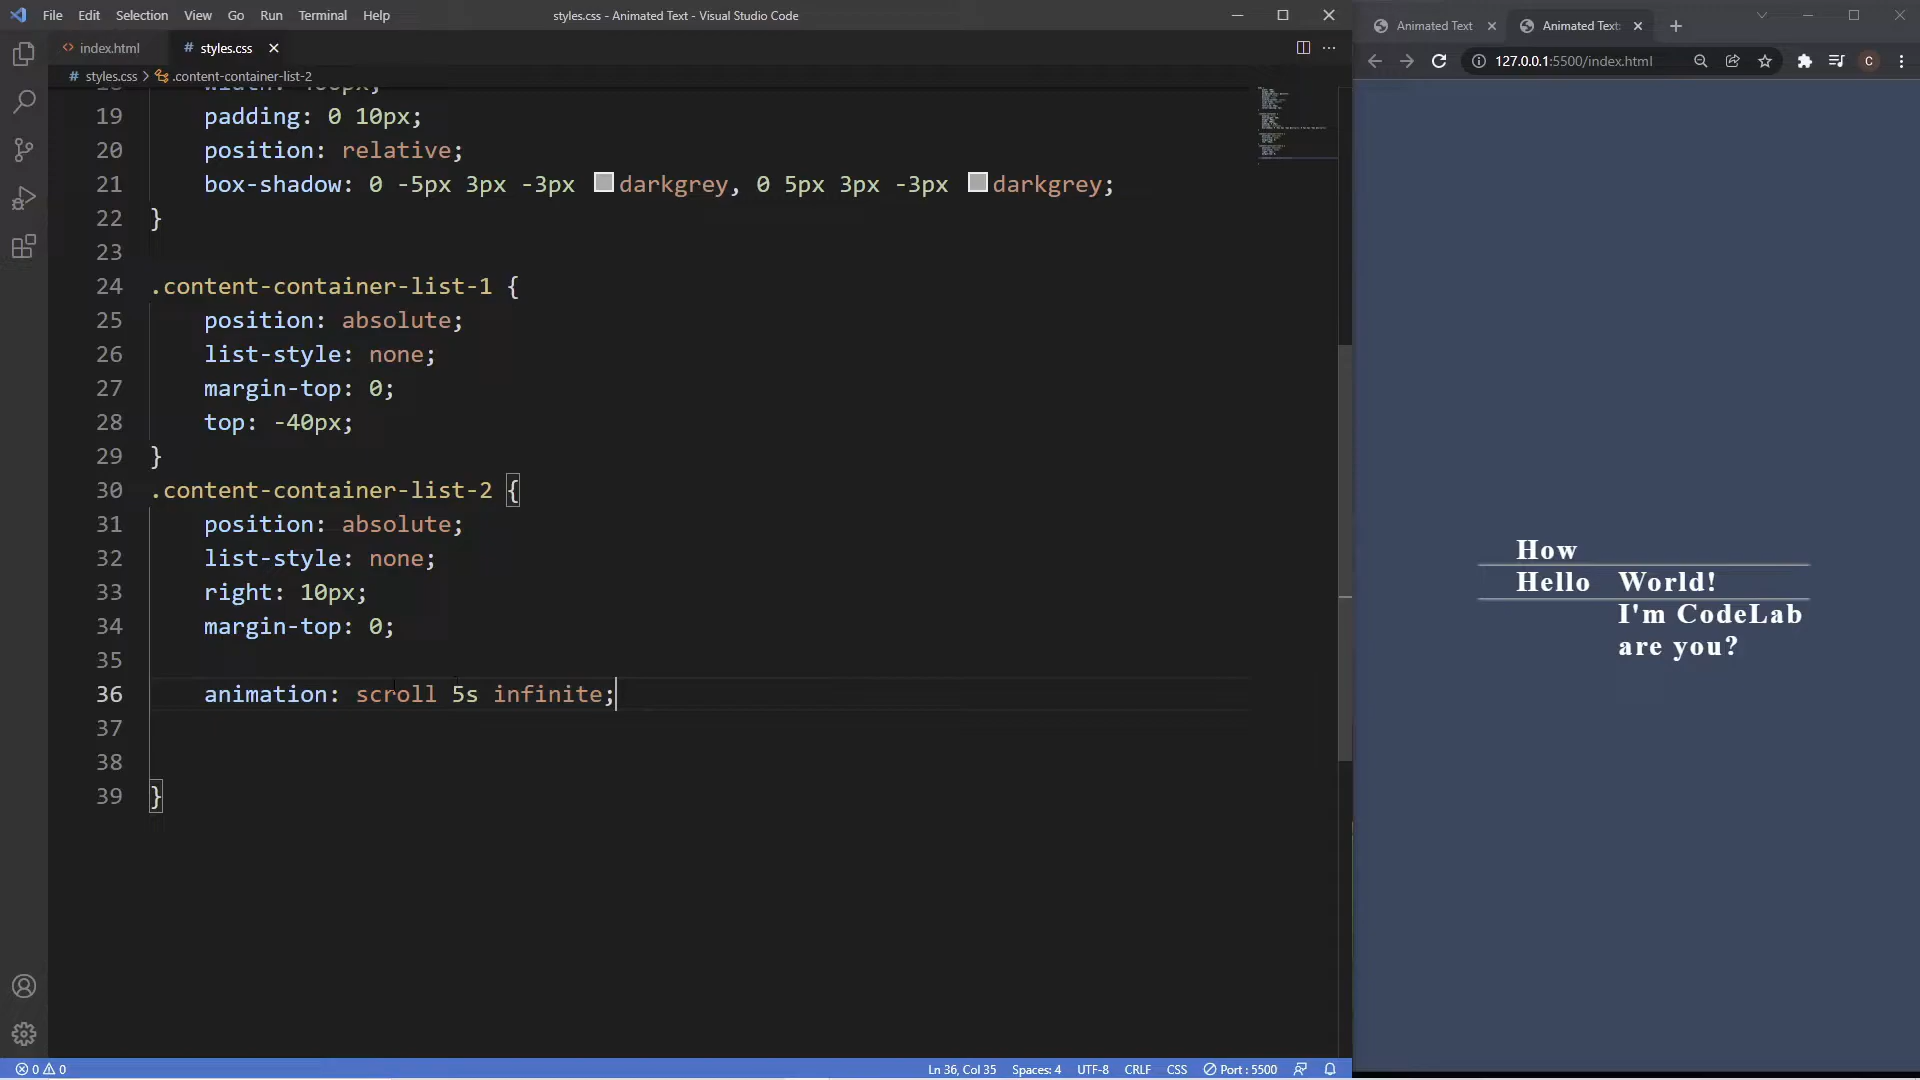 File Edit Selection View Go Run Terminal Help
styles.css - Animated Text - Visual Studio Code
index.html
# styles.css
# styles.css > .content-container-list-2
19 padding: 0 10px;
20 position: relative;
21 box-shadow: 0 -5px 3px -3px darkgrey, 0 5px 3px -3px darkgrey;
22 }
23
24 .content-container-list-1 {
25 position: absolute;
26 list-style: none;
27 margin-top: 0;
28 top: -40px;
29 }
30 .content-container-list-2 {
31 position: absolute;
32 list-style: none;
33 right: 10px;
34 margin-top: 0;
35
36 animation: scroll 5s infinite;
37
38
39 }
0 0
Ln 36, Col 35 Spaces: 4 UTF-8 CRLF CSS Port : 5500
Animated Text
Animated Text
127.0.0.1:5500/index.html
C
How
Hello World!
I'm CodeLab
are you?